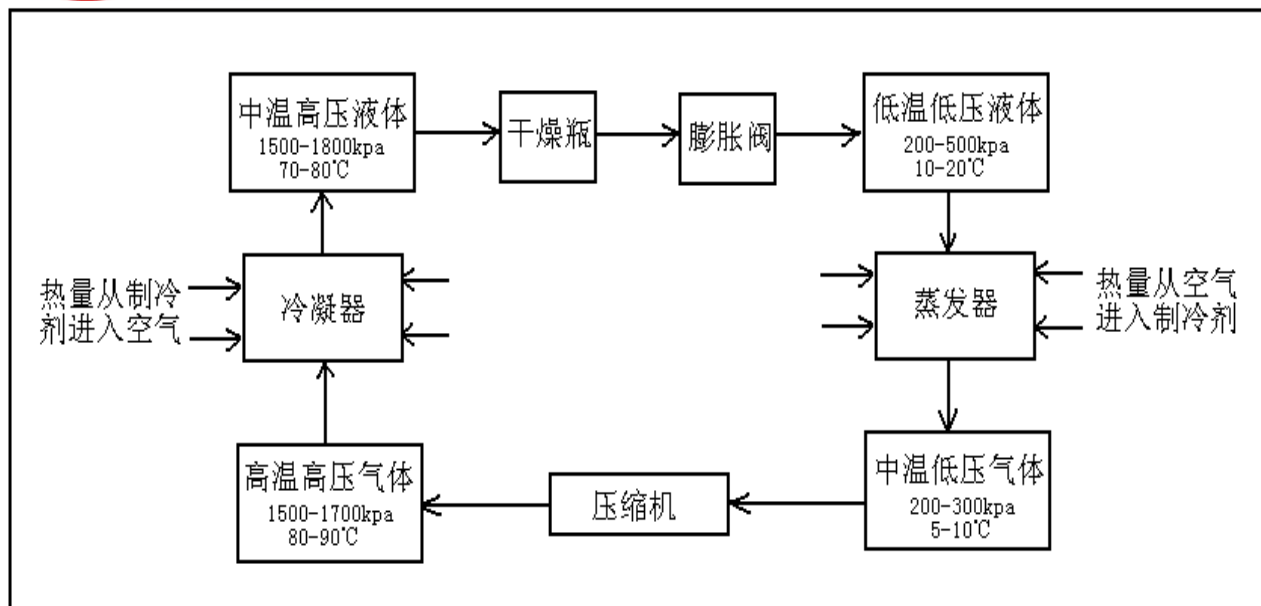 中温高压液体
1500-1800kpa
70-80℃
干燥瓶
膨胀阀
低温低压液体
200-500kpa
10-20℃
热量从制冷
剂进入空气
冷凝器
蒸发器
热量从空气
进入制冷剂
高温高压气体
1500-1700kpa
80-90℃
压缩机
中温低压气体
200-300kpa
5-10℃